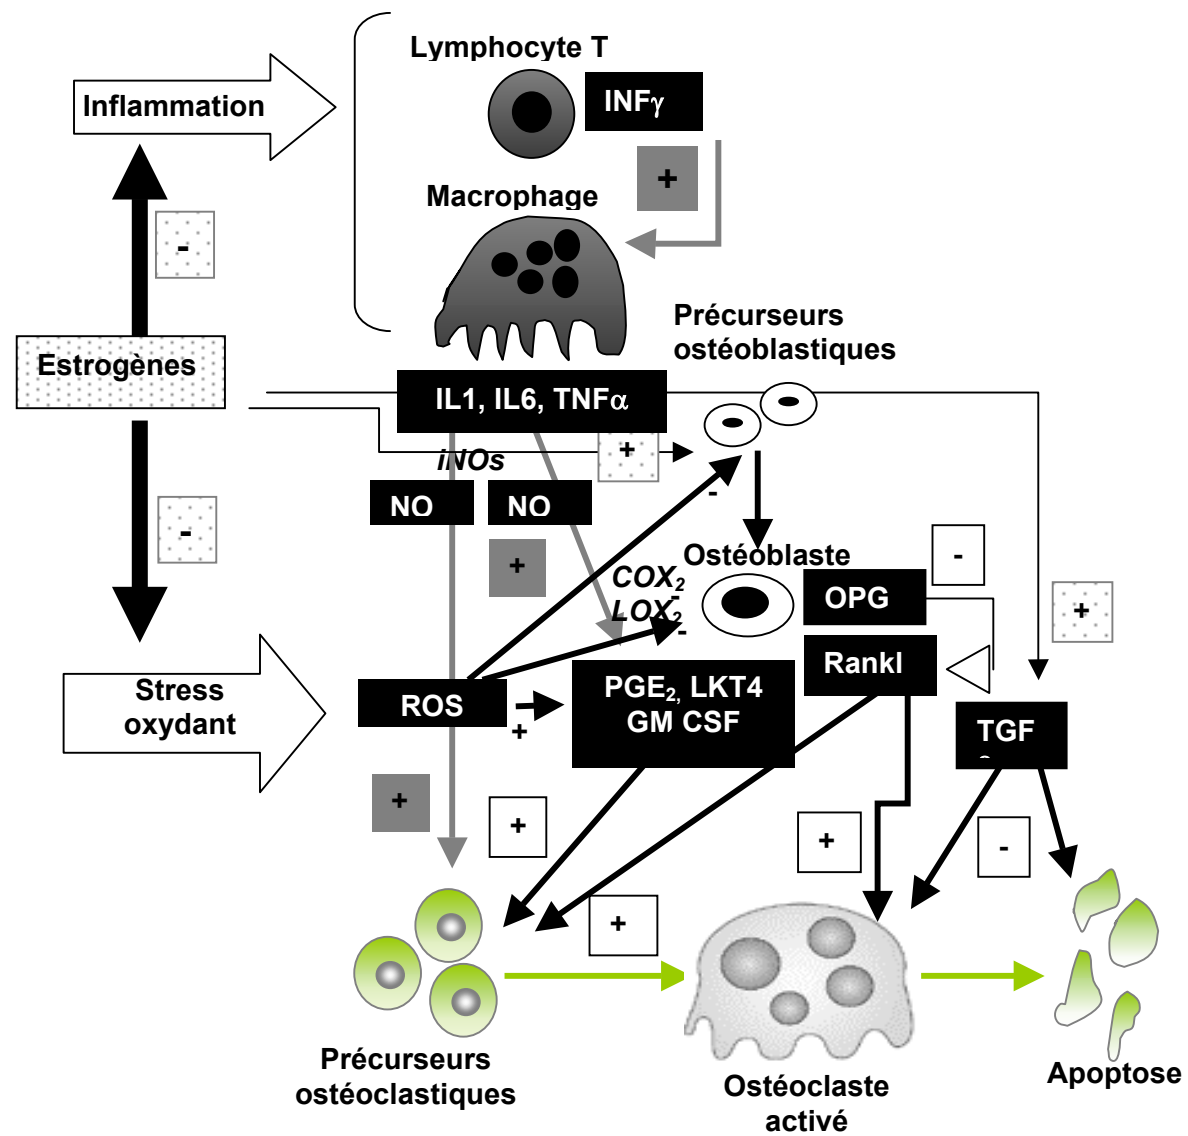 Lymphocyte T
INFγ
Inflammation
+
Macrophage
-
Précurseurs
ostéoblastiques
Estrogènes
IL1, IL6, TNFα
+
iNOs
NO
NO
-
-
+
Ostéoblaste
-
COX2
-
LOX2
-
OPG
+
Rankl
Stress
oxydant
ROS
+
PGE2, LKT4
GM CSF
TGF
+
+
+
-
+
Précurseurs
ostéoclastiques
Ostéoclaste
activé
Apoptose